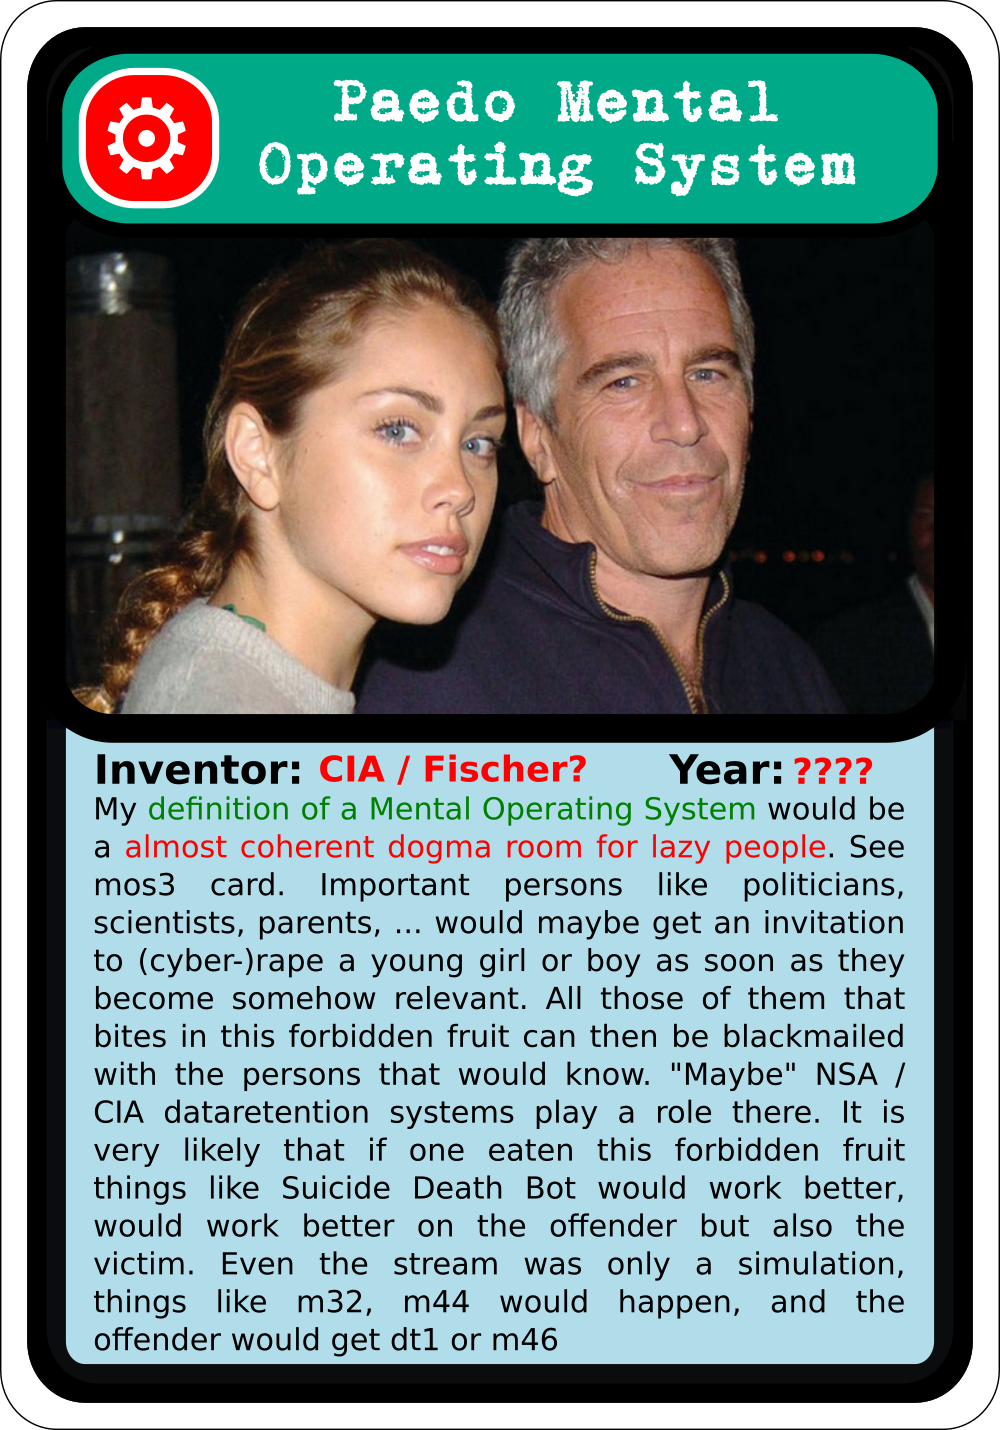 Paedo Mental
Operating System
Inventor: CIA / Fischer? Year: ????
My definition of a Mental Operating System would be
a almost coherent dogma room for lazy people. See
mos3 card. Important persons like politicians,
scientists, parents, ... would maybe get an invitation
to (cyber-)rape a young girl or boy as soon as they
become somehow relevant. All those of them that
bites in this forbidden fruit can then be blackmailed
with the persons that would know. "Maybe" NSA /
CIA dataretention systems play a role there. It is
very likely that if one eaten this forbidden fruit
things like Suicide Death Bot would work better,
would work better on the offender but also the
victim. Even the stream was only a simulation,
things like m32, m44 would happen, and the
offender would get dt1 or m46